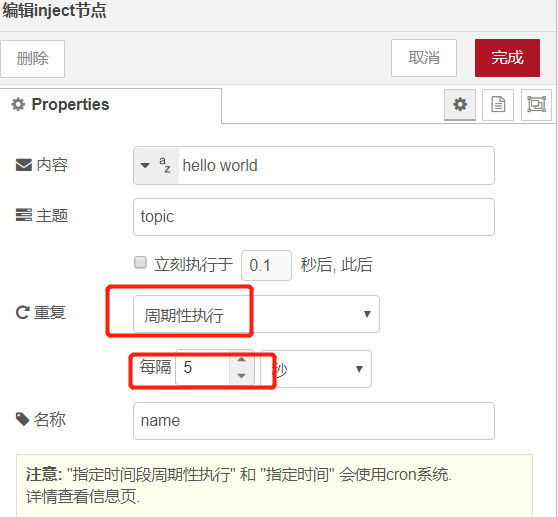 编辑inject节点
删除 取消 完成
Properties
内容 az hello world
主题 topic
立刻执行于 0.1 秒后, 此后
重复 周期性执行
每隔 5 秒
名称 name
注意: "指定时间段周期性执行" 和 "指定时间" 会使用cron系统.
详情查看信息页.